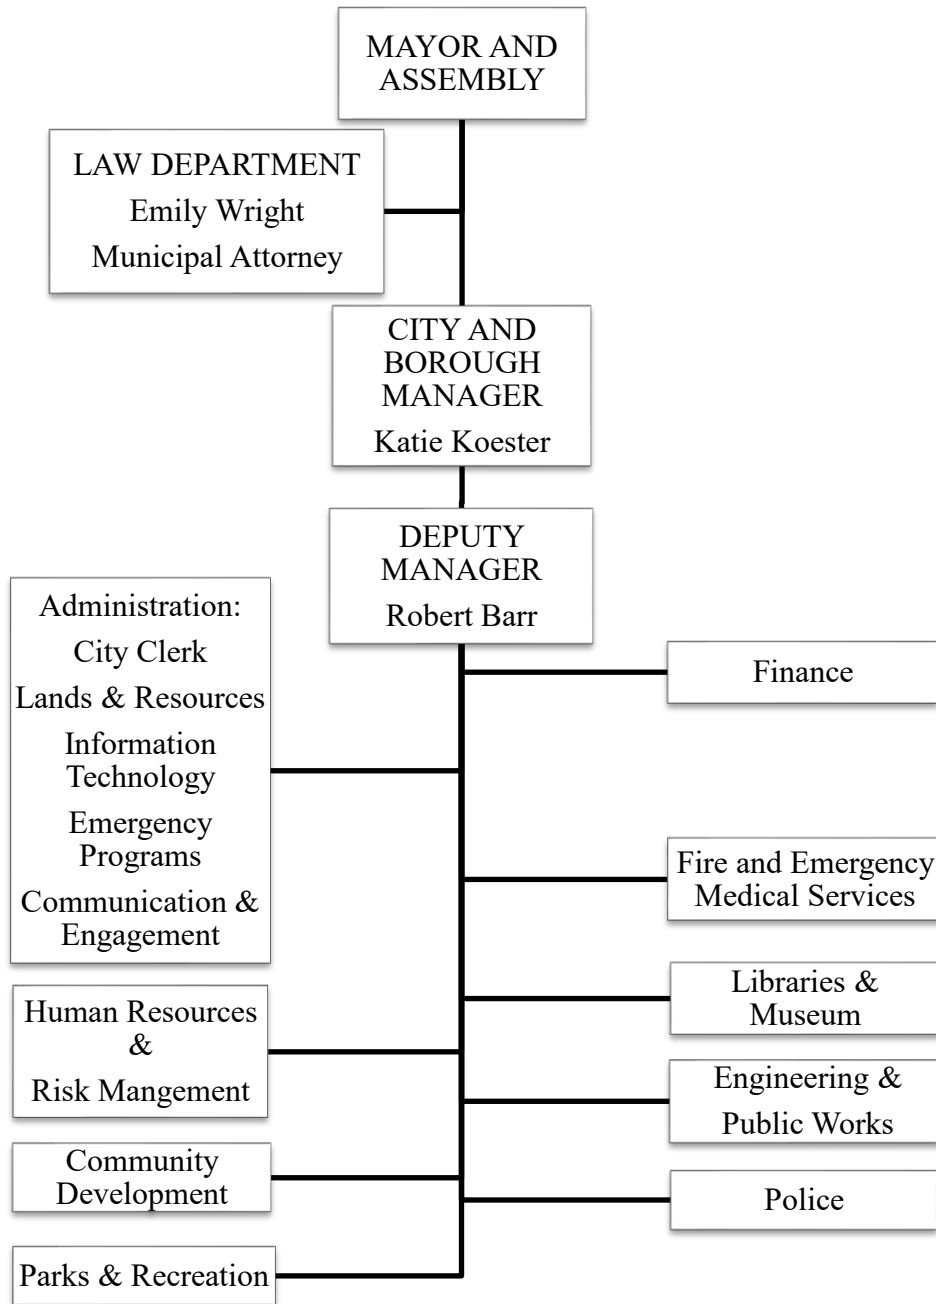 MAYOR AND
ASSEMBLY
LAW DEPARTMENT
Emily Wright
Municipal Attorney
CITY AND
BOROUGH
MANAGER
Katie Koester
DEPUTY
MANAGER
Robert Barr
Administration:
City Clerk
Lands & Resources
Information
Technology
Emergency
Programs
Communication &
Engagement
Human Resources
&
Risk Mangement
Community
Development
Parks & Recreation
Finance
Fire and Emergency
Medical Services
Libraries &
Museum
Engineering &
Public Works
Police